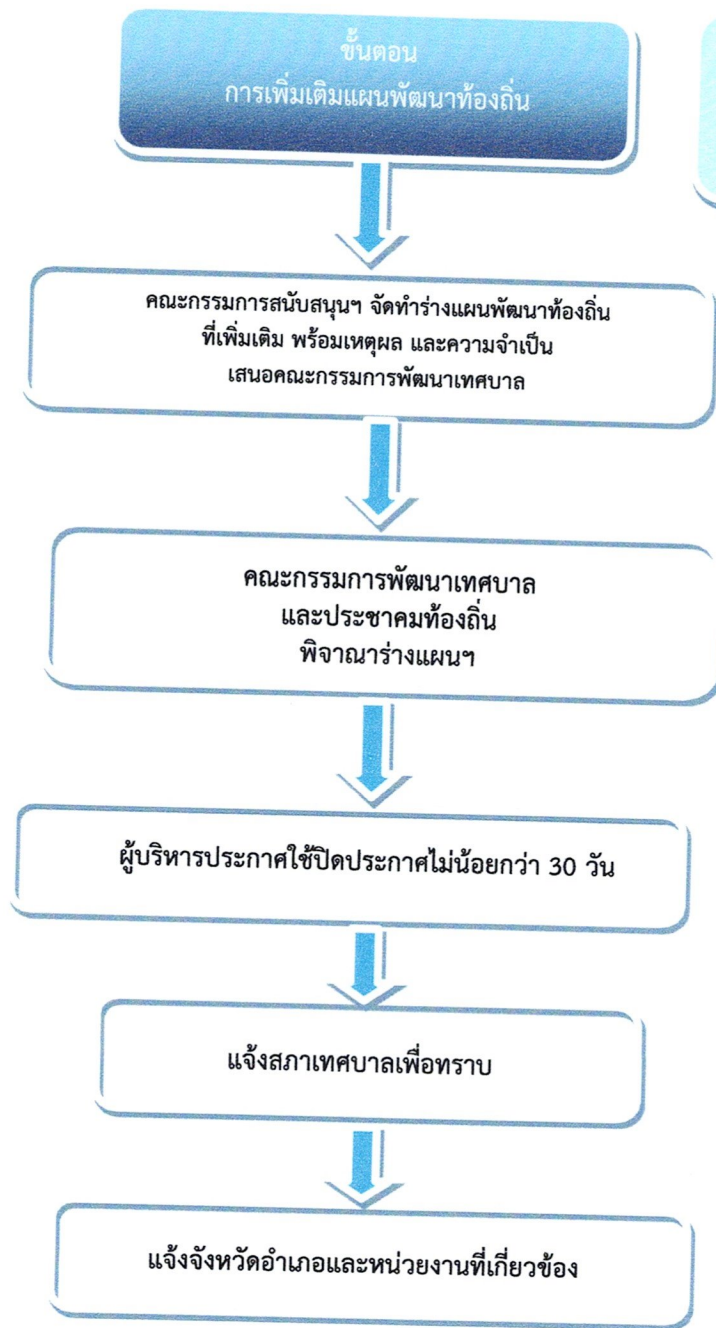 ขั้นตอน
การเพิ่มเติมแผนพัฒนาท้องถิ่น
คณะกรรมการสนับสนุนฯ จัดทำร่างแผนพัฒนาท้องถิ่น
ที่เพิ่มเติม พร้อมเหตุผล และความจำเป็น
เสนอคณะกรรมการพัฒนาเทศบาล
คณะกรรมการพัฒนาเทศบาล
และประชาคมท้องถิ่น
พิจาณาร่างแผนฯ
ผู้บริหารประกาศใช้ปิดประกาศไม่น้อยกว่า 30 วัน
แจ้งสภาเทศบาลเพื่อทราบ
แจ้งจังหวัดอำเภอและหน่วยงานที่เกี่ยวข้อง